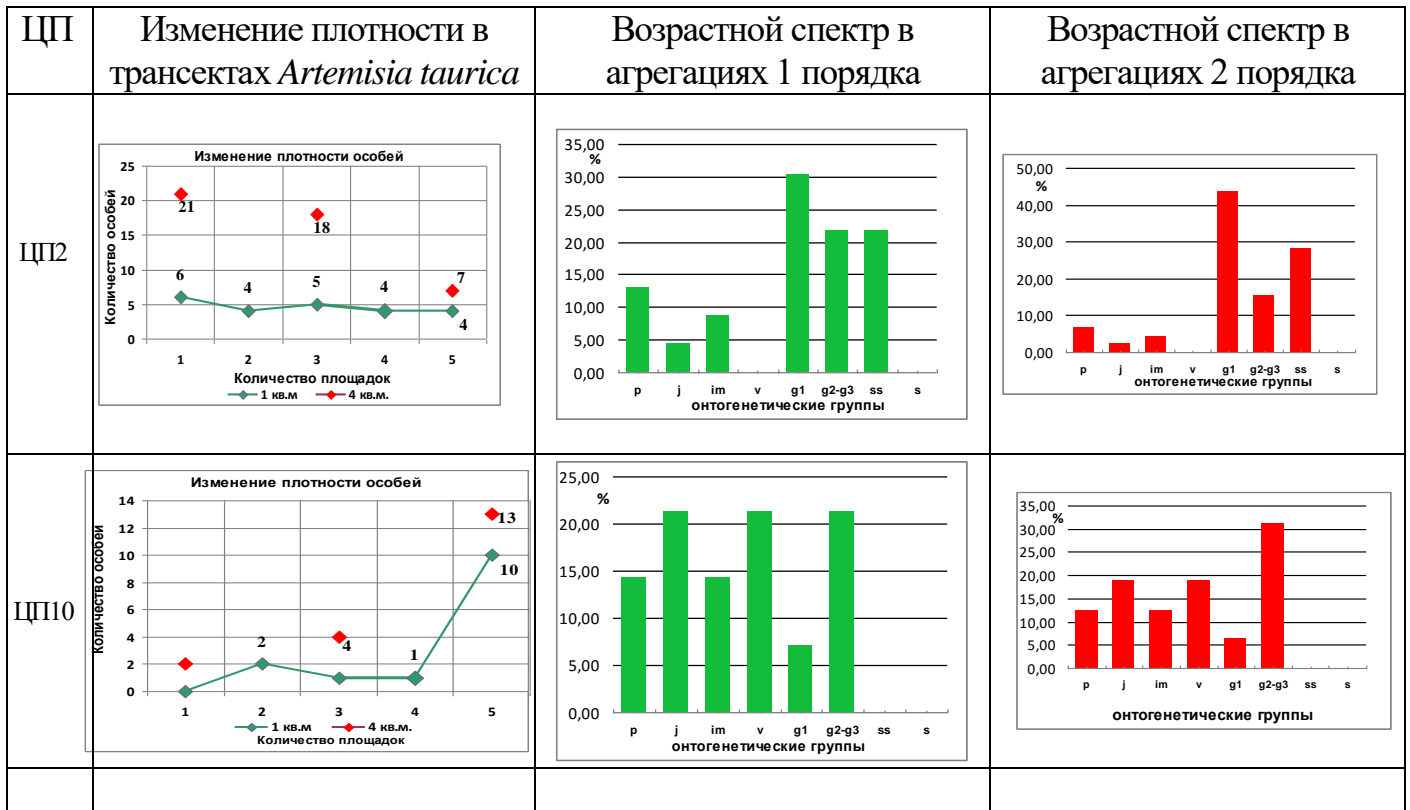 ЦП
Изменение плотности в
трансектах Artemisia taurica
Возрастной спектр в
агрегациях 1 порядка
Возрастной спектр в
агрегациях 2 порядка
ЦП2
Изменение плотности особей
Количество особей
25
20
15
10
5
0
21
18
7
6
4
5
4
4
1 2 3 4 5
Количество площадок
1 кв.м 4 кв.м.
35,00
%
30,00
25,00
20,00
15,00
10,00
5,00
0,00
p j im v g1 g2-g3 ss s
онтогенетические группы
50,00
%
40,00
30,00
20,00
10,00
0,00
p j im v g1 g2-g3 ss s
онтогенетические группы
ЦП10
Изменение плотности особей
Количество особей
14
12
10
8
6
4
2
0
13
10
2
4
1
1 2 3 4 5
1 кв.м 4 кв.м.
Количество площадок
25,00
%
20,00
15,00
10,00
5,00
0,00
p j im v g1 g2-g3 ss s
онтогенетические группы
35,00
%
30,00
25,00
20,00
15,00
10,00
5,00
0,00
p j im v g1 g2-g3 ss s
онтогенетические группы